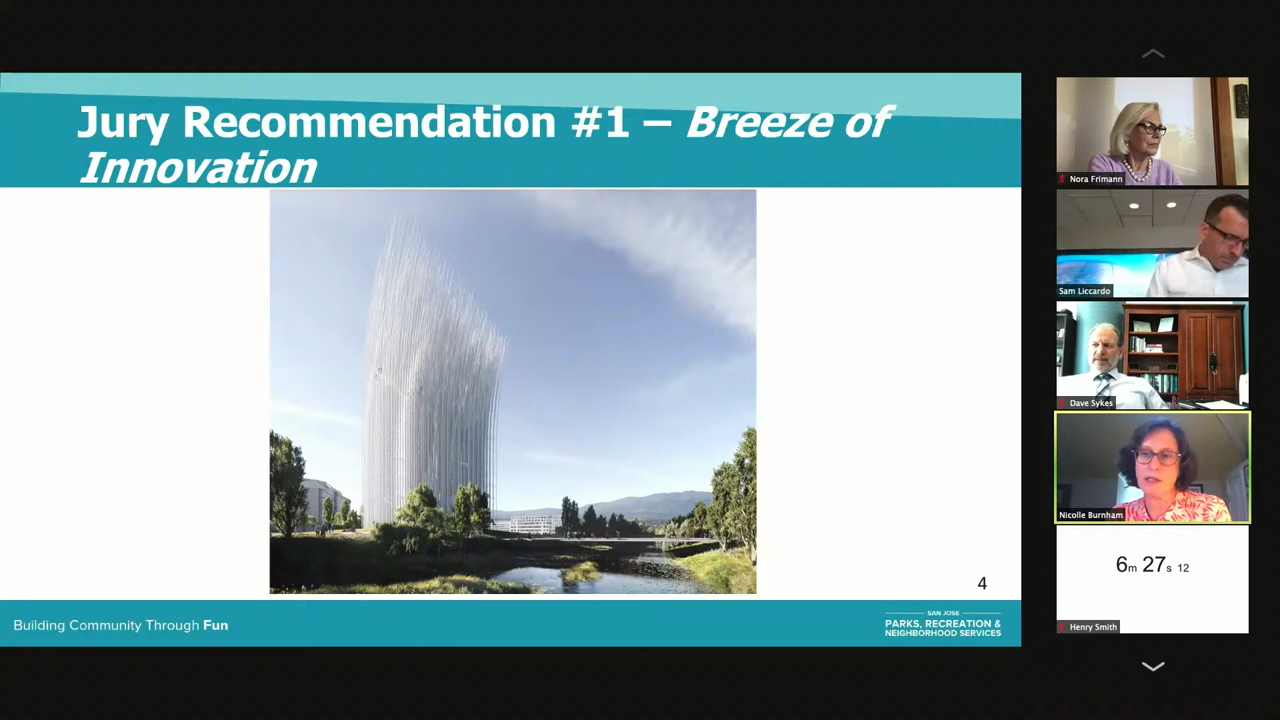 Jury Recommendation #1 – Breeze of
Innovation
4
Building Community Through Fun
SAN JOSE
PARKS, RECREATION &
NEIGHBORHOOD SERVICES
Nora Frimann
Sam Liccardo
Dave Sykes
Nicolle Burnham
6m 27s 12
Henry Smith